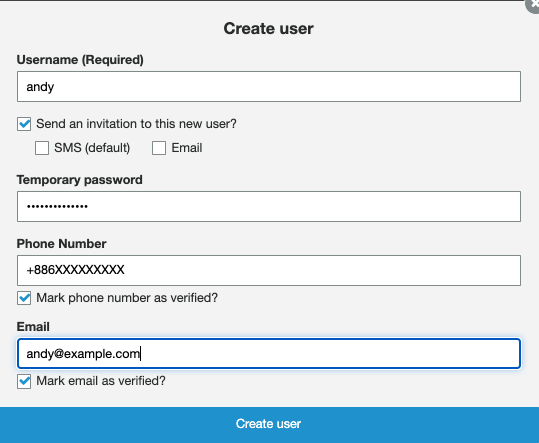 Create user
Username (Required)
andy
Send an invitation to this new user?
SMS (default) Email
Temporary password
••••••••••••••
Phone Number
+886XXXXXXXXX
Mark phone number as verified?
Email
andy@example.com
Mark email as verified?
Create user